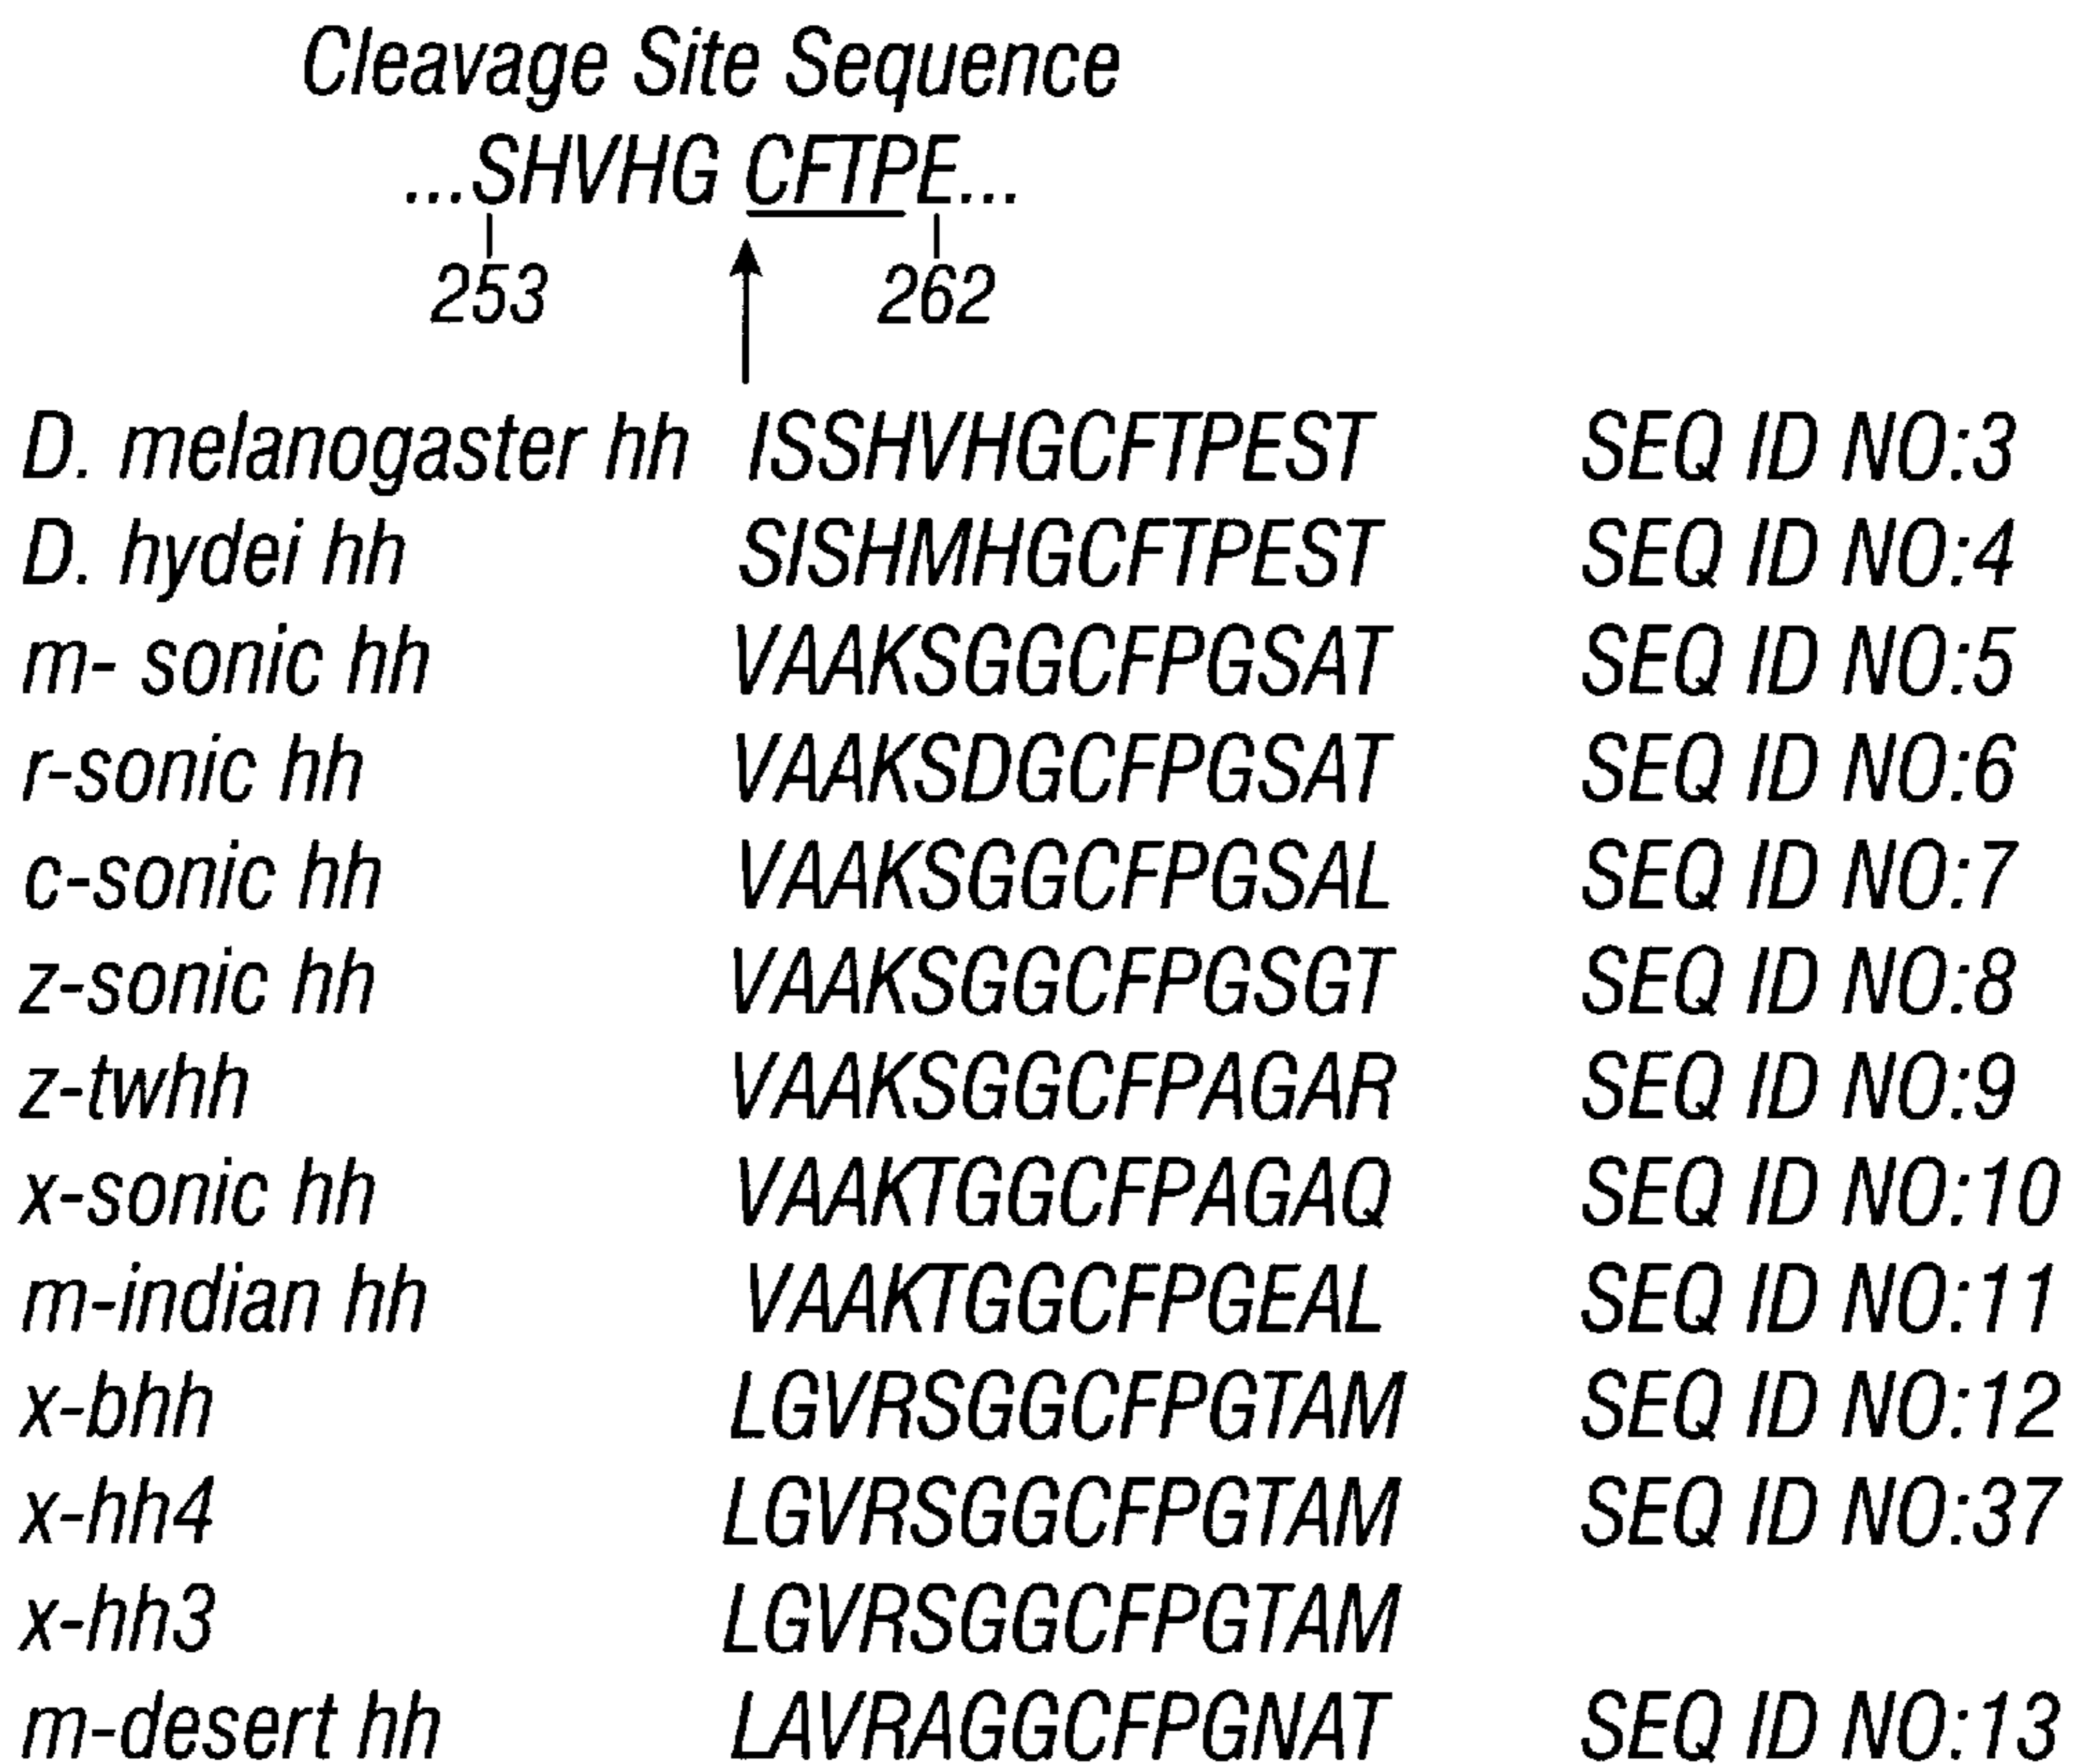 Cleavage Site Sequence
...SHVHG CFTPE...
253 262
D. melanogaster hh ISSHVHGCFTPEST SEQ ID NO:3
D. hydei hh SISHMHGCFTPEST SEQ ID NO:4
m- sonic hh VAAKSGGCFPGSAT SEQ ID NO:5
r-sonic hh VAAKSDGCFPGSAT SEQ ID NO:6
c-sonic hh VAAKSGGCFPGSAL SEQ ID NO:7
z-sonic hh VAAKSGGCFPGSGT SEQ ID NO:8
z-twhh VAAKSGGCFPAGAR SEQ ID NO:9
x-sonic hh VAAKTGGCFPAGAQ SEQ ID NO:10
m-indian hh VAAKTGGCFPGEAL SEQ ID NO:11
x-bhh LGVRSGGCFPGTAM SEQ ID NO:12
x-hh4 LGVRSGGCFPGTAM SEQ ID NO:37
x-hh3 LGVRSGGCFPGTAM
m-desert hh LAVRAGGCFPGNAT SEQ ID NO:13